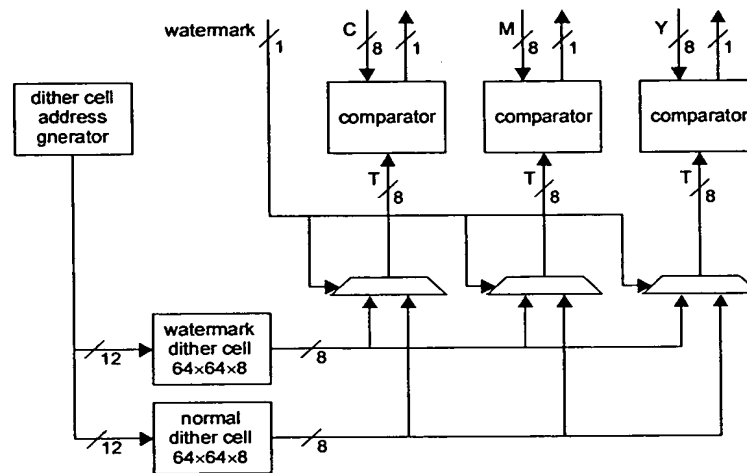 watermark
1
C
8
1
M
8
1
Y
8
1
dither cell
address
gnerator
comparator
comparator
comparator
T
8
T
8
T
8
watermark
dither cell
64×64×8
12
8
normal
dither cell
64×64×8
12
8